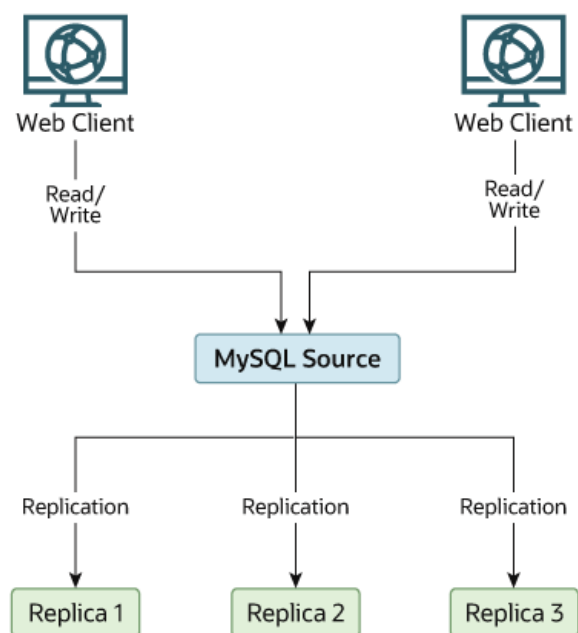 Web Client
Web Client
Read/
Write
Read/
Write
MySQL Source
Replication
Replication
Replication
Replica 1
Replica 2
Replica 3